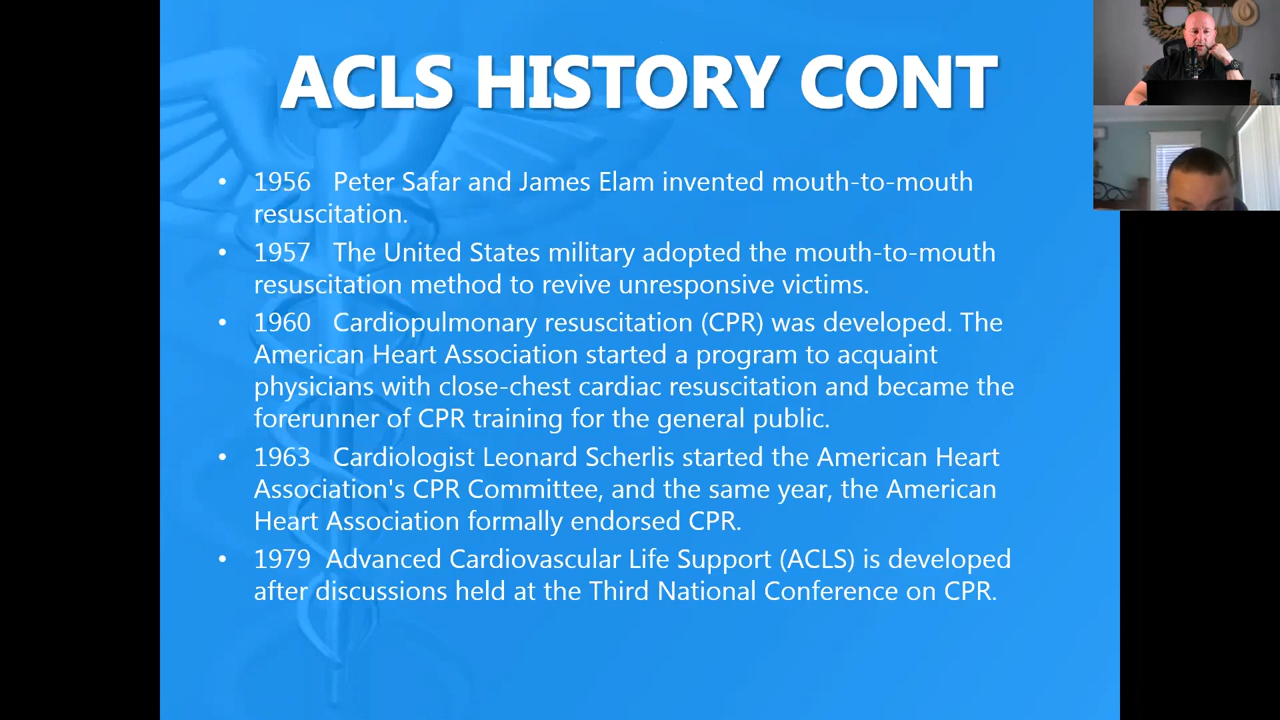 ACLS HISTORY CONT
• 1956 Peter Safar and James Elam invented mouth-to-mouth
resuscitation.
• 1957 The United States military adopted the mouth-to-mouth
resuscitation method to revive unresponsive victims.
• 1960 Cardiopulmonary resuscitation (CPR) was developed. The
American Heart Association started a program to acquaint
physicians with close-chest cardiac resuscitation and became the
forerunner of CPR training for the general public.
• 1963 Cardiologist Leonard Scherlis started the American Heart
Association's CPR Committee, and the same year, the American
Heart Association formally endorsed CPR.
• 1979 Advanced Cardiovascular Life Support (ACLS) is developed
after discussions held at the Third National Conference on CPR.